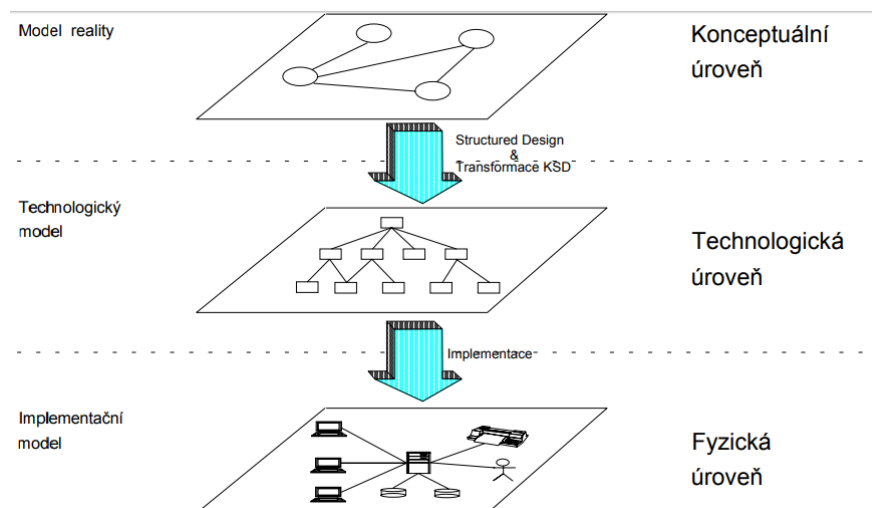 Model reality
Konceptuální
úroveň
Structured Design
&
Transformace KSD
Technologický
model
Technologická
úroveň
Implementace
Implementační
model
Fyzická
úroveň